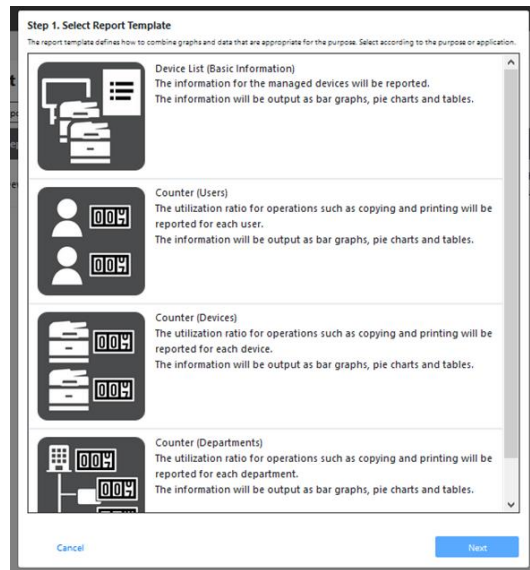 Step 1. Select Report Template
The report template defines how to combine graphs and data that are appropriate for the purpose. Select according to the purpose or application.
Device List (Basic Information)
The information for the managed devices will be reported.
The information will be output as bar graphs, pie charts and tables.
Counter (Users)
The utilization ratio for operations such as copying and printing will be
reported for each user.
The information will be output as bar graphs, pie charts and tables.
Counter (Devices)
The utilization ratio for operations such as copying and printing will be
reported for each device.
The information will be output as bar graphs, pie charts and tables.
Counter (Departments)
The utilization ratio for operations such as copying and printing will be
reported for each department.
The information will be output as bar graphs, pie charts and tables.
Cancel
Next